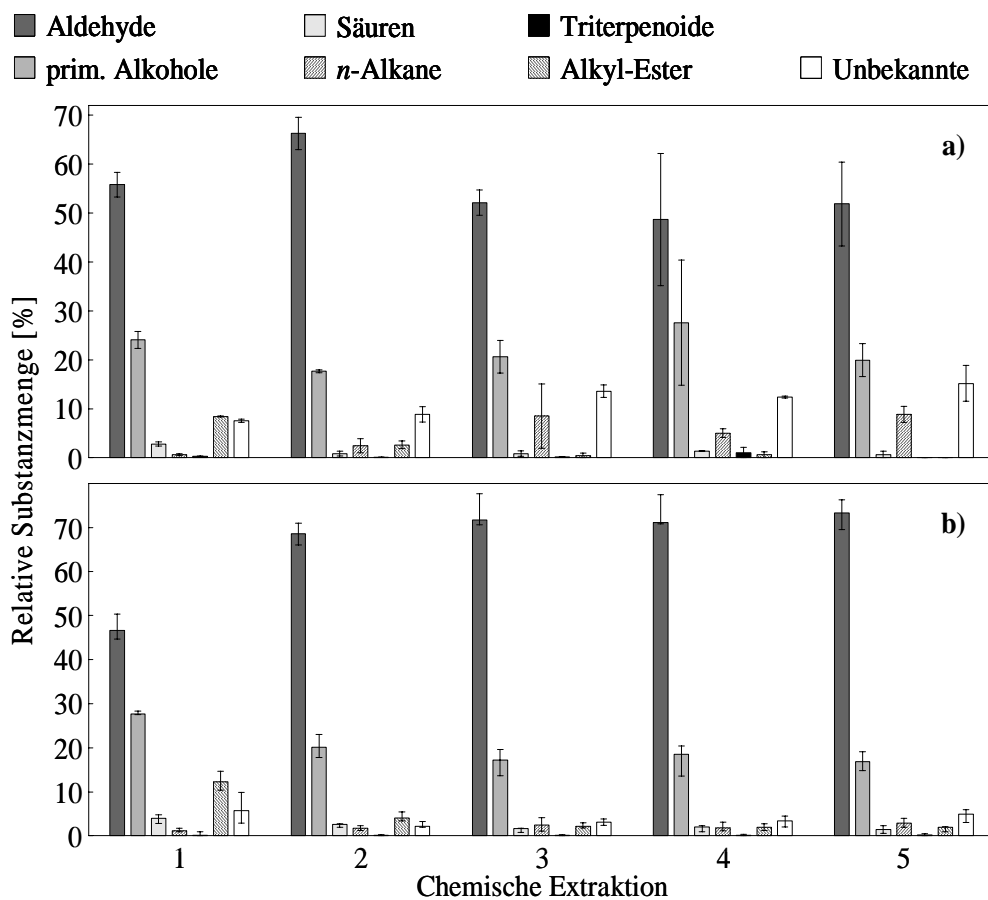 Aldehyde Säuren Triterpenoide
prim. Alkohole n-Alkane Alkyl-Ester Unbekannte
Relative Substanzmenge [%]
a)
70
60
50
40
30
20
10
0
b)
70
60
50
40
30
20
10
0
1 2 3 4 5
Chemische Extraktion